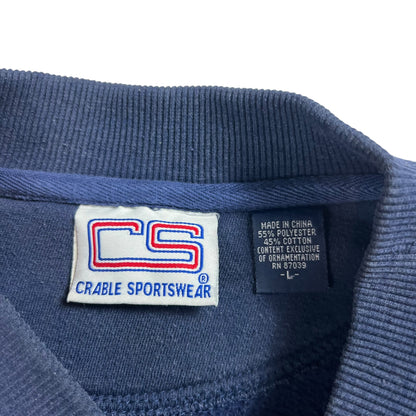 CS
CRABLE SPORTSWEAR®
MADE IN CHINA
55% POLYESTER
45% COTTON
CONTENT EXCLUSIVE
OF ORNAMENTATION
RN 87039
-L-